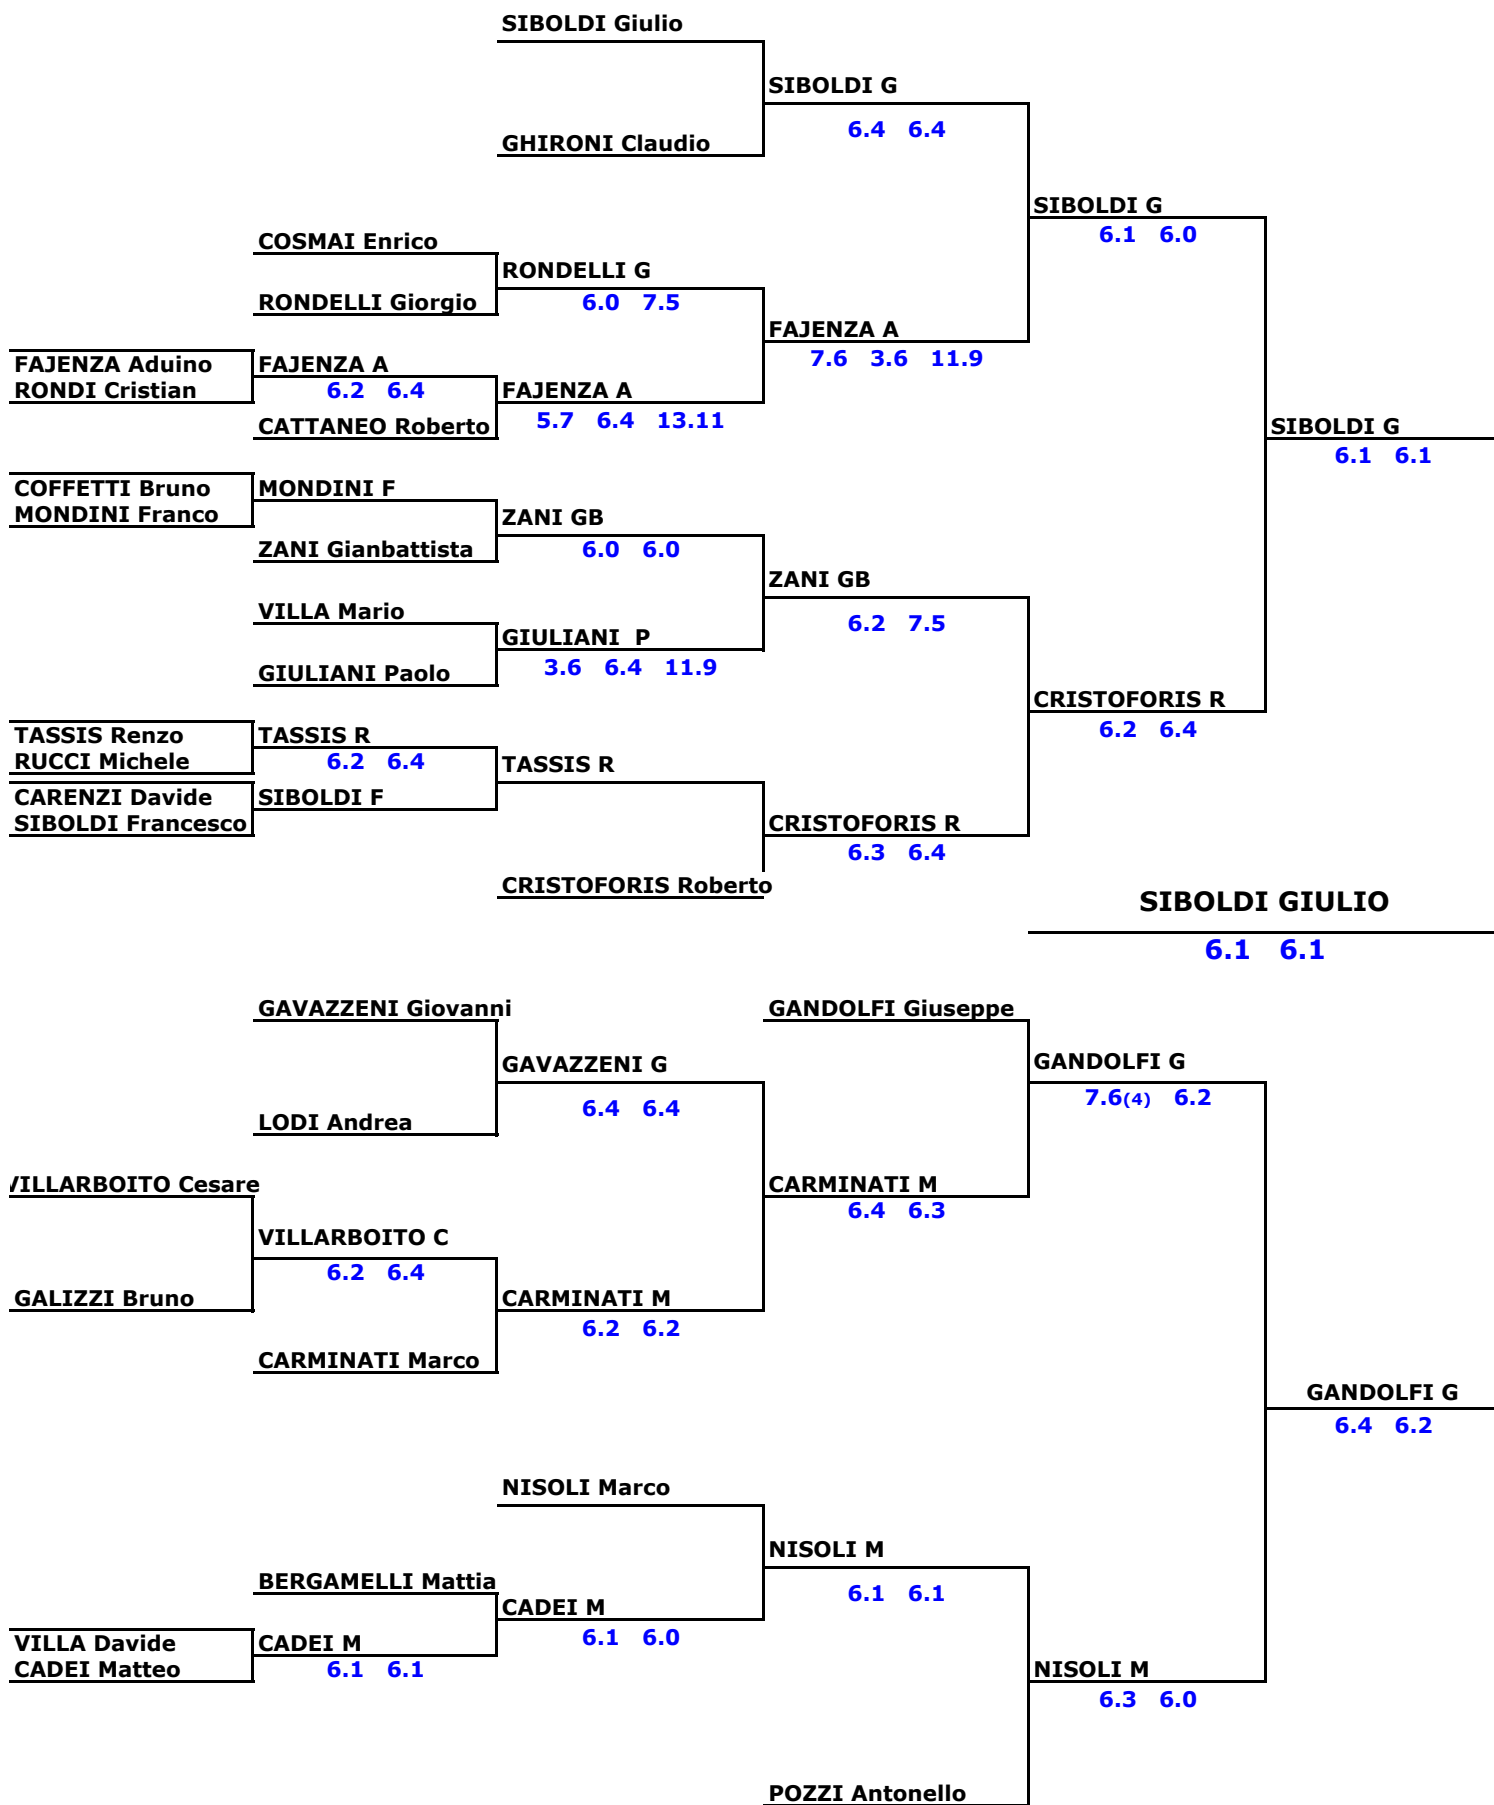 SIBOLDI Giulio
SIBOLDI G
6.4 6.4
GHIRONI Claudio
SIBOLDI G
6.1 6.0
COSMAI Enrico
RONDELLI G
RONDELLI Giorgio
6.0 7.5
FAJENZA A
7.6 3.6 11.9
FAJENZA Aduino
RONDI Cristian
FAJENZA A
6.2 6.4
FAJENZA A
5.7 6.4 13.11
CATTANEO Roberto
SIBOLDI G
6.1 6.1
COFFETTI Bruno
MONDINI Franco
MONDINI F
ZANI GB
6.0 6.0
ZANI Gianbattista
ZANI GB
6.2 7.5
VILLA Mario
GIULIANI P
3.6 6.4 11.9
GIULIANI Paolo
CRISTOFORIS R
6.2 6.4
TASSIS Renzo
RUCCI Michele
TASSIS R
6.2 6.4
TASSIS R
CARENZI Davide
SIBOLDI Francesco
SIBOLDI F
CRISTOFORIS R
6.3 6.4
CRISTOFORIS Roberto
SIBOLDI GIULIO
6.1 6.1
GAVAZZENI Giovanni
GANDOLFI Giuseppe
GAVAZZENI G
6.4 6.4
GANDOLFI G
7.6(4) 6.2
LODI Andrea
VILLARBOITO Cesare
CARMINATI M
6.4 6.3
VILLARBOITO C
6.2 6.4
GALIZZI Bruno
CARMINATI M
6.2 6.2
CARMINATI Marco
GANDOLFI G
6.4 6.2
NISOLI Marco
NISOLI M
6.1 6.1
BERGAMELLI Mattia
CADEI M
6.1 6.0
VILLA Davide
CADEI Matteo
CADEI M
6.1 6.1
NISOLI M
6.3 6.0
POZZI Antonello